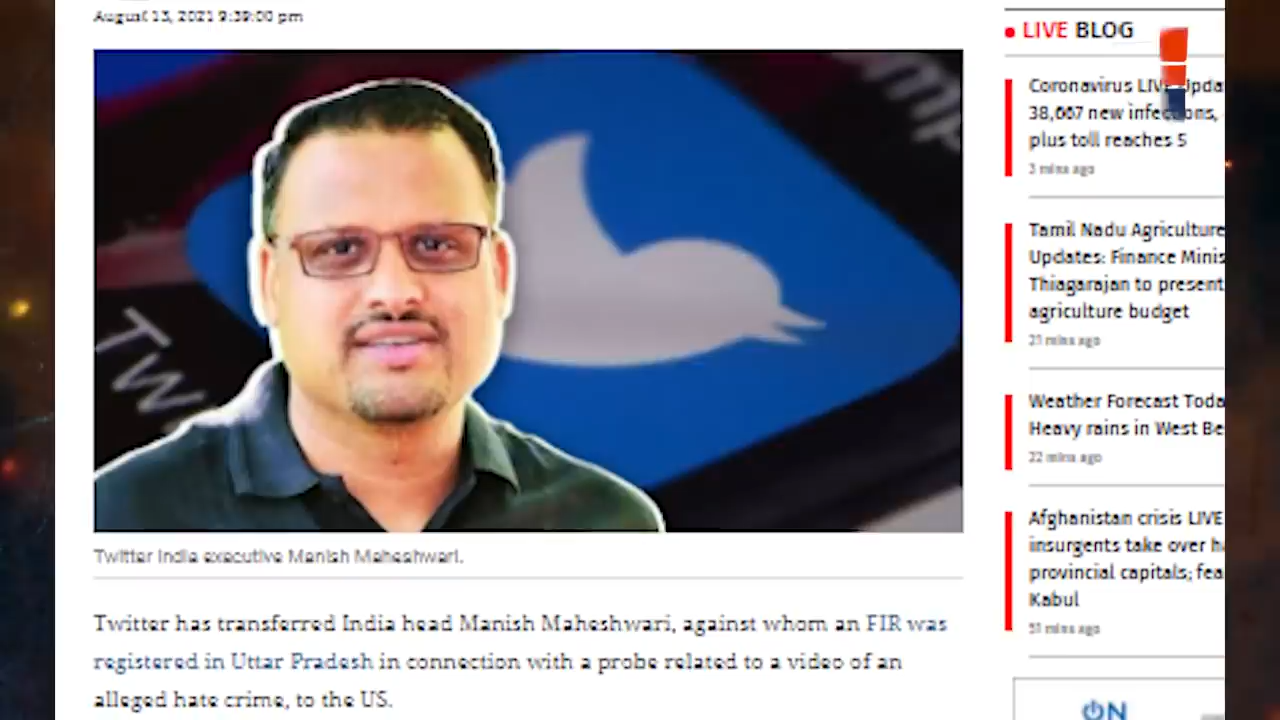 August 13, 2021 9:39:00 pm
Twitter India executive Manish Maheshwari.
Twitter has transferred India head Manish Maheshwari, against whom an FIR was
registered in Uttar Pradesh in connection with a probe related to a video of an
alleged hate crime, to the US.
LIVE BLOG
Coronavirus LIVE Upda
38,667 new infections,
plus toll reaches 5
3 mins ago
Tamil Nadu Agriculture
Updates: Finance Minis
Thiagarajan to present
agriculture budget
21 mins ago
Weather Forecast Toda
Heavy rains in West Be
22 mins ago
Afghanistan crisis LIVE
insurgents take over h
provincial capitals; fea
Kabul
51 mins ago
ON
Tw